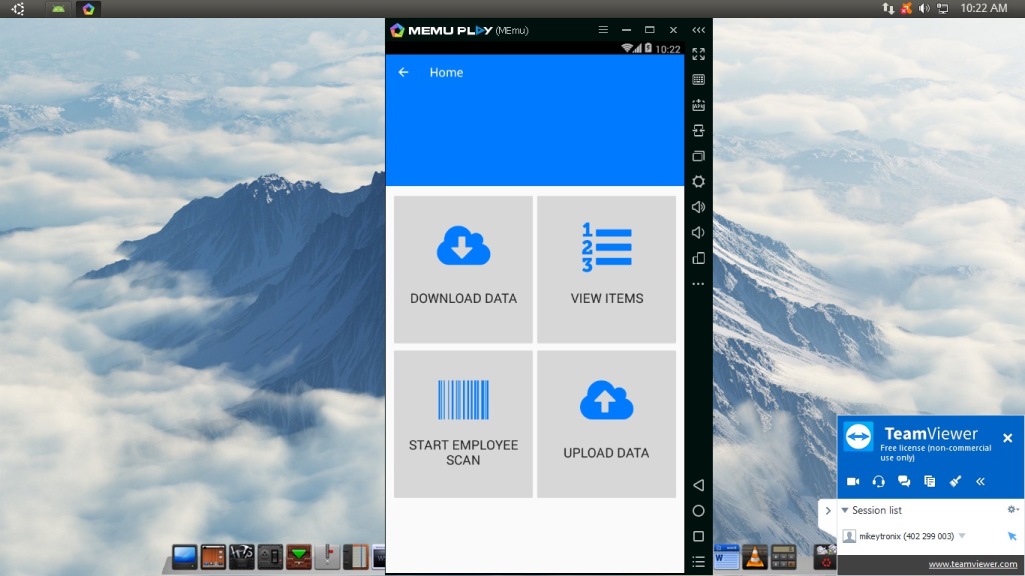 10:22 AM
MEMU PLAY (MEmu)
10:22
Home
DOWNLOAD DATA
VIEW ITEMS
1
2
3
START EMPLOYEE
SCAN
UPLOAD DATA
APK
TeamViewer
Free license (non-commercial
use only)
Session list
mikeytronix (402 299 003)
www.teamviewer.com